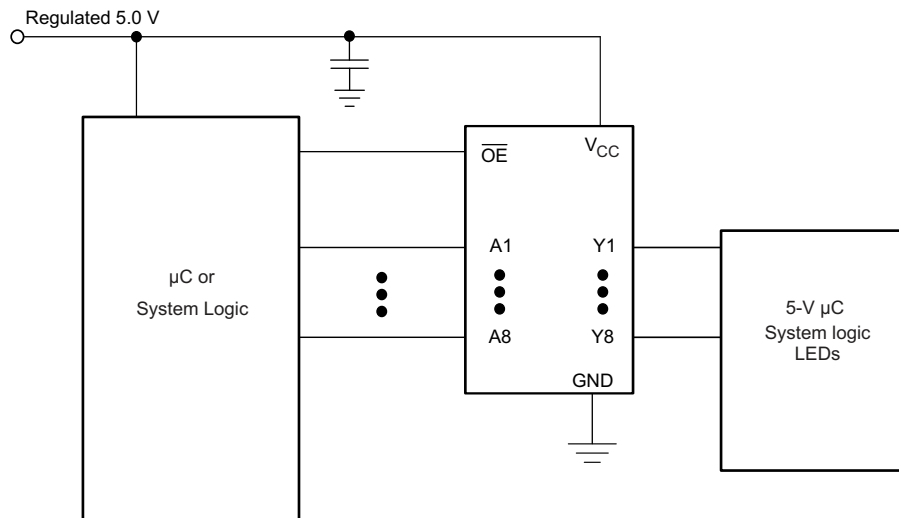 Regulated 5.0 V
OE
VCC
µC or
System Logic
A1
Y1
A8
Y8
GND
5-V µC
System logic
LEDs